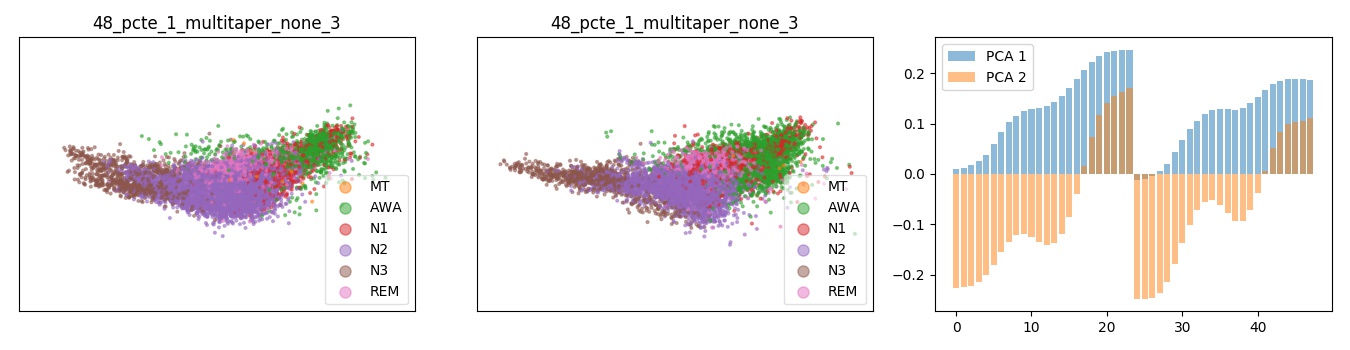 48_pcte_1_multitaper_none_3
MT
AWA
N1
N2
N3
REM
48_pcte_1_multitaper_none_3
MT
AWA
N1
N2
N3
REM
PCA 1
PCA 2
0.2
0.1
0.0
−0.1
−0.2
0 10 20 30 40